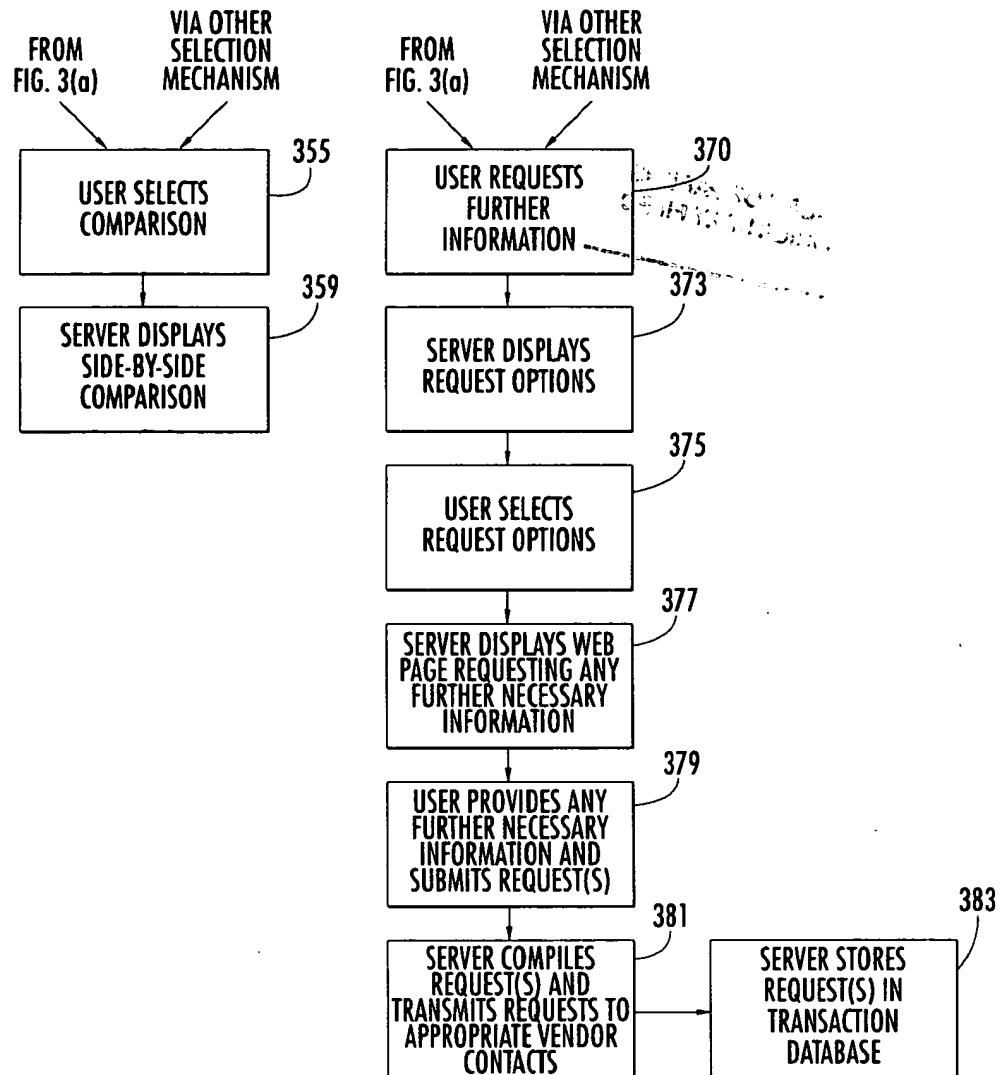 FROM
FIG. 3(a)
VIA OTHER
SELECTION
MECHANISM
355
USER SELECTS
COMPARISON
359
SERVER DISPLAYS
SIDE-BY-SIDE
COMPARISON
FROM
FIG. 3(a)
VIA OTHER
SELECTION
MECHANISM
370
USER REQUESTS
FURTHER
INFORMATION
373
SERVER DISPLAYS
REQUEST OPTIONS
375
USER SELECTS
REQUEST OPTIONS
377
SERVER DISPLAYS WEB
PAGE REQUESTING ANY
FURTHER NECESSARY
INFORMATION
379
USER PROVIDES ANY
FURTHER NECESSARY
INFORMATION AND
SUBMITS REQUEST(S)
381
SERVER COMPILES
REQUEST(S) AND
TRANSMITS REQUESTS TO
APPROPRIATE VENDOR
CONTACTS
383
SERVER STORES
REQUEST(S) IN
TRANSACTION
DATABASE